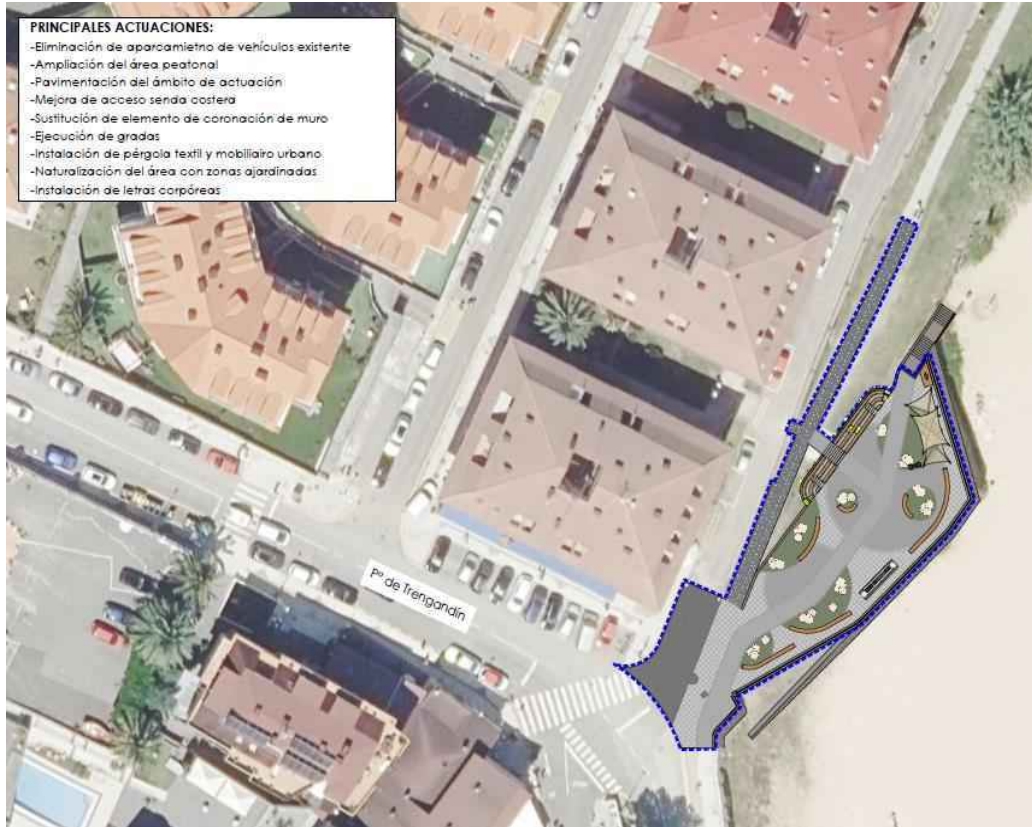 PRINCIPALES ACTUACIONES:
-Eliminación de aparcamietno de vehículos existente
-Ampliación del área peatonal
-Pavimentación del ámbito de actuación
-Mejora de acceso senda costera
-Sustitución de elemento de coronación de muro
-Ejecución de gradas
-Instalación de pérgola textil y mobiliairo urbano
-Naturalización del área con zonas ajardinadas
-Instalación de letras corpóreas
Pº de Trengandín